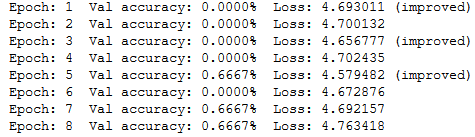 Epoch: 1  Val accuracy: 0.0000%  Loss: 4.693011 (improved)
Epoch: 2  Val accuracy: 0.0000%  Loss: 4.700132
Epoch: 3  Val accuracy: 0.0000%  Loss: 4.656777 (improved)
Epoch: 4  Val accuracy: 0.0000%  Loss: 4.702435
Epoch: 5  Val accuracy: 0.6667%  Loss: 4.579482 (improved)
Epoch: 6  Val accuracy: 0.0000%  Loss: 4.672876
Epoch: 7  Val accuracy: 0.6667%  Loss: 4.692157
Epoch: 8  Val accuracy: 0.6667%  Loss: 4.763418